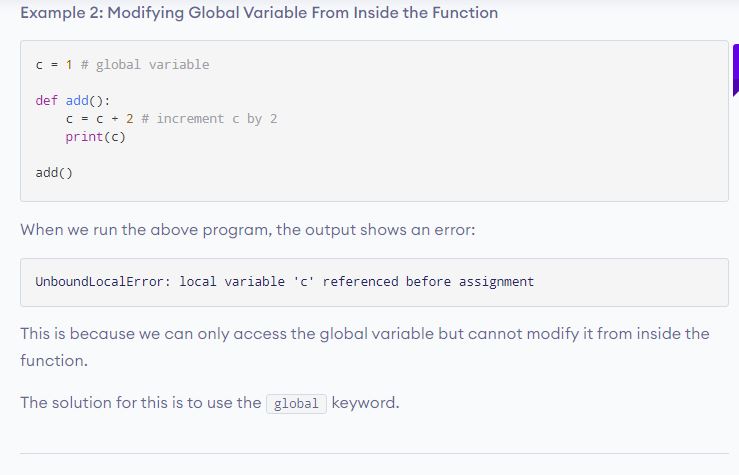 Example 2: Modifying Global Variable From Inside the Function
c = 1 # global variable
def add():
    c = c + 2 # increment c by 2
    print(c)
add()
When we run the above program, the output shows an error:
UnboundLocalError: local variable 'c' referenced before assignment
This is because we can only access the global variable but cannot modify it from inside the
function.
The solution for this is to use the global keyword.